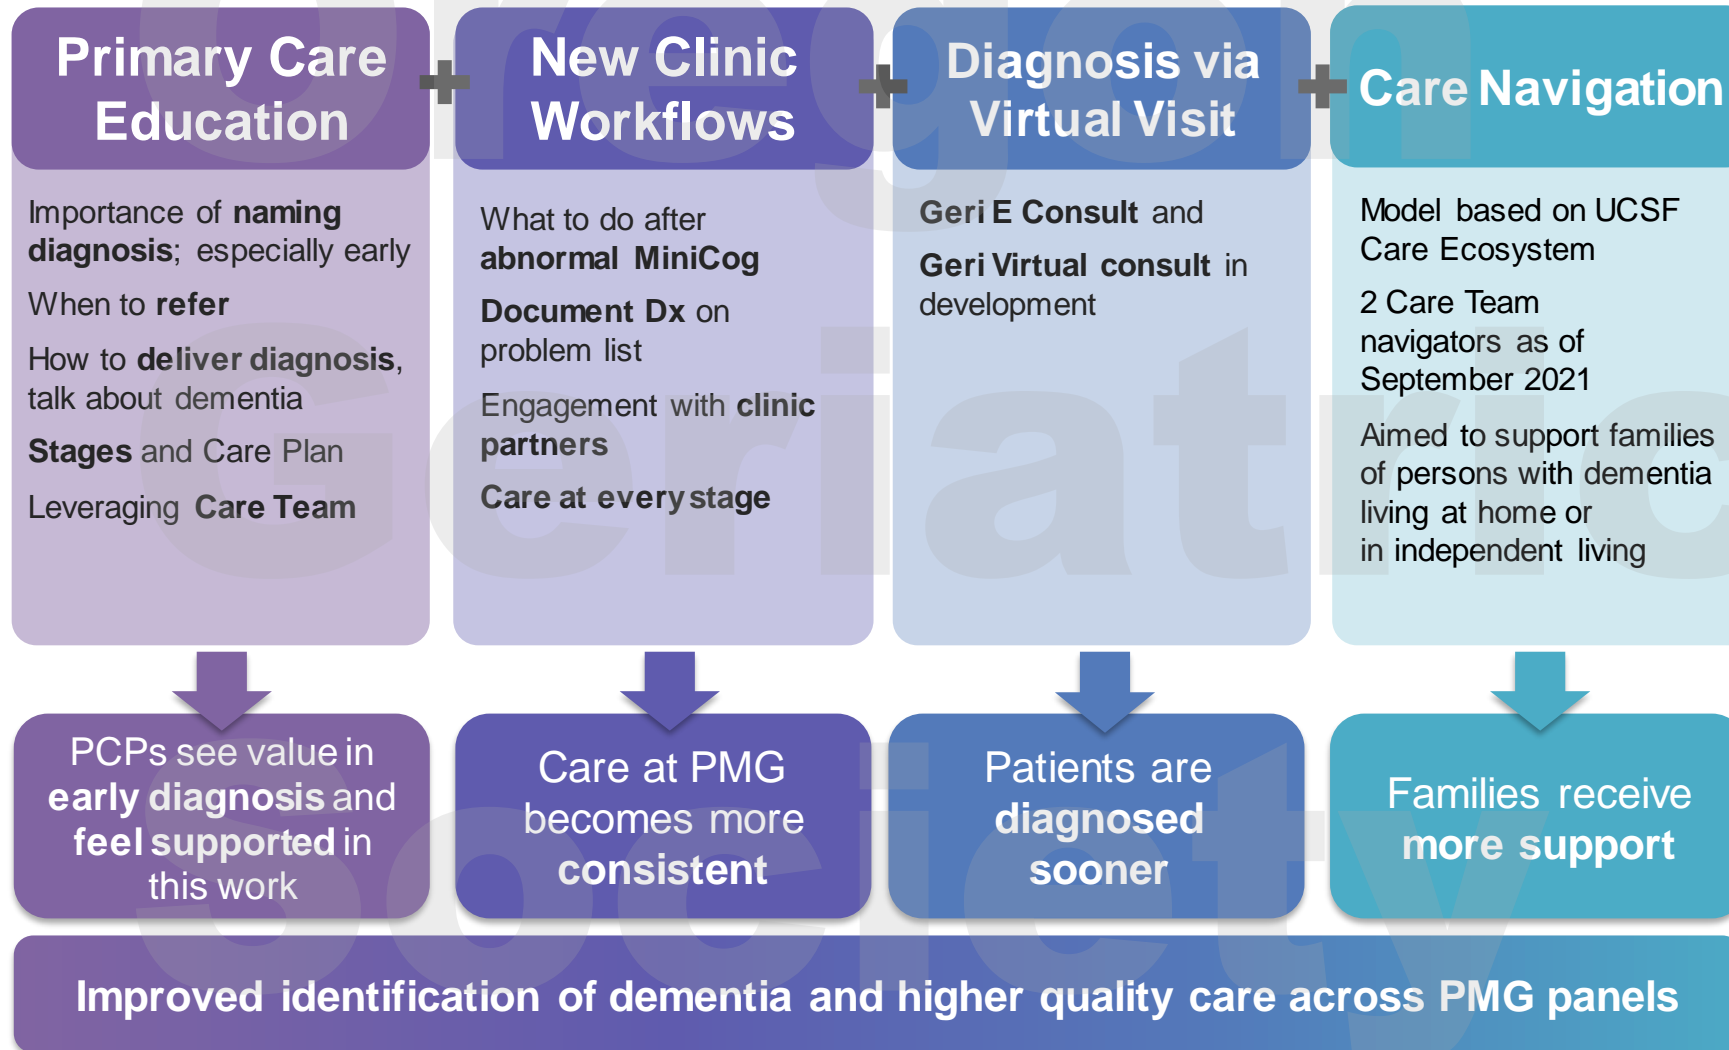 Primary Care
Education
New Clinic
Workflows
Diagnosis via
Virtual Visit
Care Navigation
Importance of naming
diagnosis; especially early
When to refer
How to deliver diagnosis,
talk about dementia
Stages and Care Plan
Leveraging Care Team
What to do after
abnormal MiniCog
Document Dx on
problem list
Engagement with clinic
partners
Care at every stage
Geri E Consult and
Geri Virtual consult in
development
Model based on UCSF
Care Ecosystem
2 Care Team
navigators as of
September 2021
Aimed to support families
of persons with dementia
living at home or
in independent living
PCPs see value in
early diagnosis and
feel supported in
this work
Care at PMG
becomes more
consistent
Patients are
diagnosed
sooner
Families receive
more support
Improved identification of dementia and higher quality care across PMG panels
Oregon
Geriatric
Society